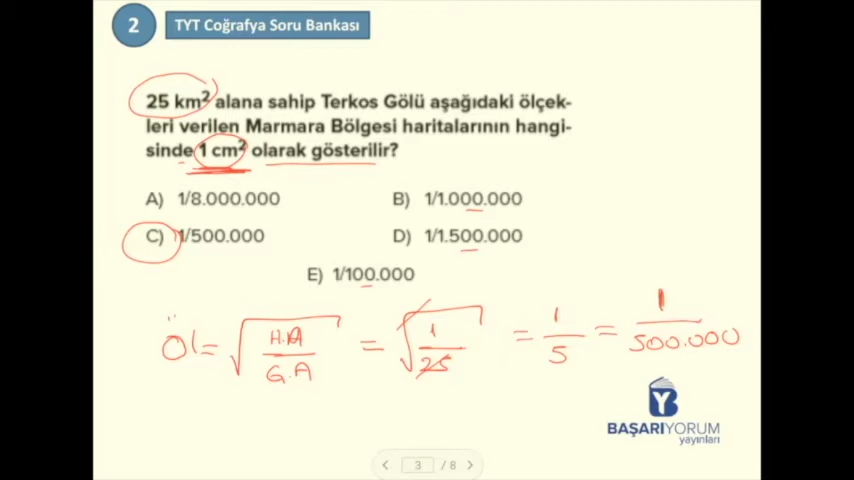 2 TYT Coğrafya Soru Bankası
25 km² alana sahip Terkos Gölü aşağıdaki ölçek-
leri verilen Marmara Bölgesi haritalarının hangi-
sinde 1 cm² olarak gösterilir?
A) 1/8.000.000 B) 1/1.000.000
C) 1/500.000 D) 1/1.500.000
E) 1/100.000
Öl = √(H.A / G.A) = √(1 / 25) = 1 / 5 = 1 / 500.000
BAŞARIYORUM
yayınları
3 / 8